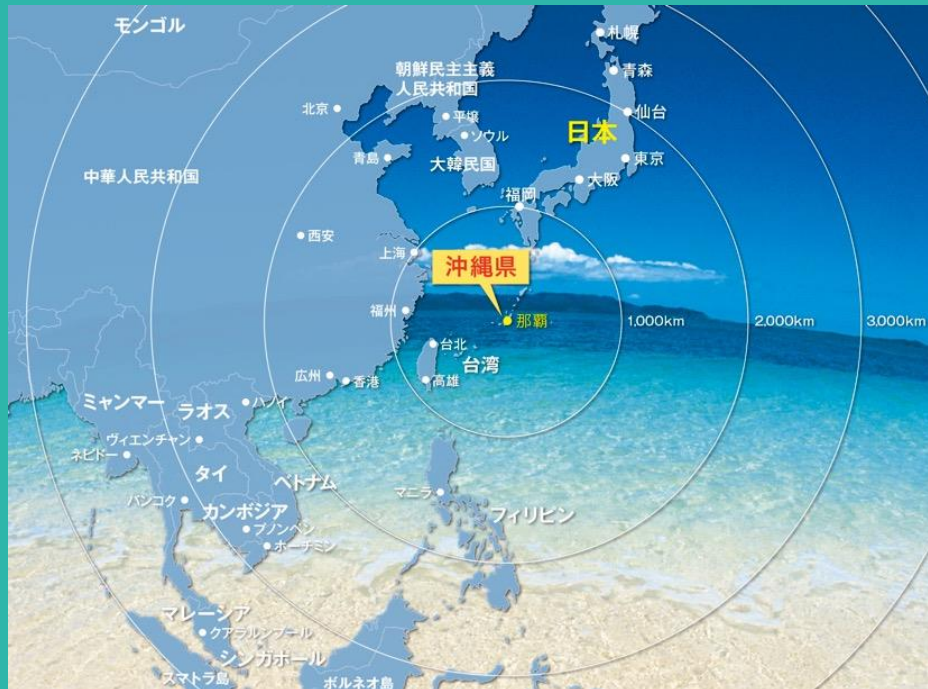 モンゴル
札幌
朝鮮民主主義
人民共和国
青森
北京
平壌
仙台
ソウル
日本
青島
大韓民国
東京
中華人民共和国
大阪
福岡
西安
上海
沖縄県
福州
那覇
1,000km
2,000km
3,000km
台北
台湾
広州
香港
高雄
ミャンマー
ラオス
ハノイ
ヴィエンチャン
ネピドー
タイ
ベトナム
マニラ
バンコク
カンボジア
フィリピン
プノンペン
ホーチミン
マレーシア
クアラルンプール
シンガポール
スマトラ島
ボルネオ島